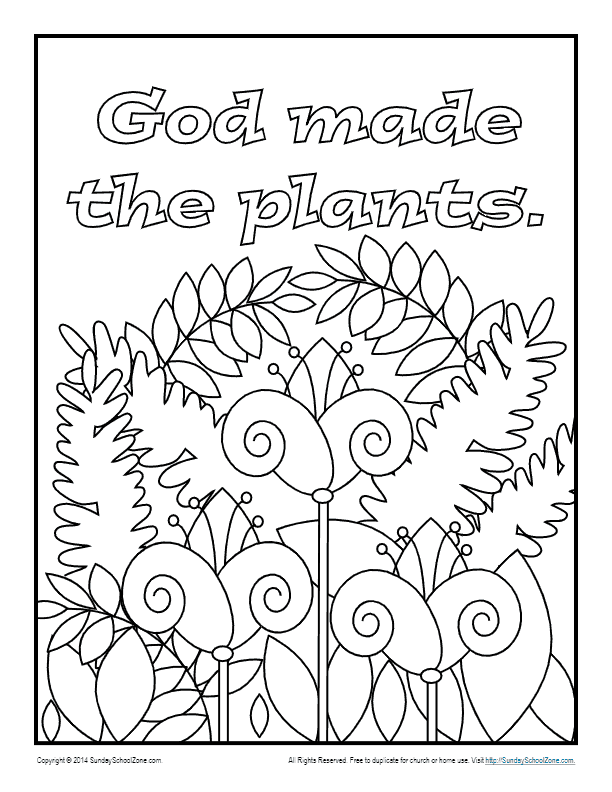 God made
the plants.
Copyright © 2014 SundaySchoolZone.com. All Rights Reserved. Free to duplicate for church or home use. Visit http://SundaySchoolZone.com.